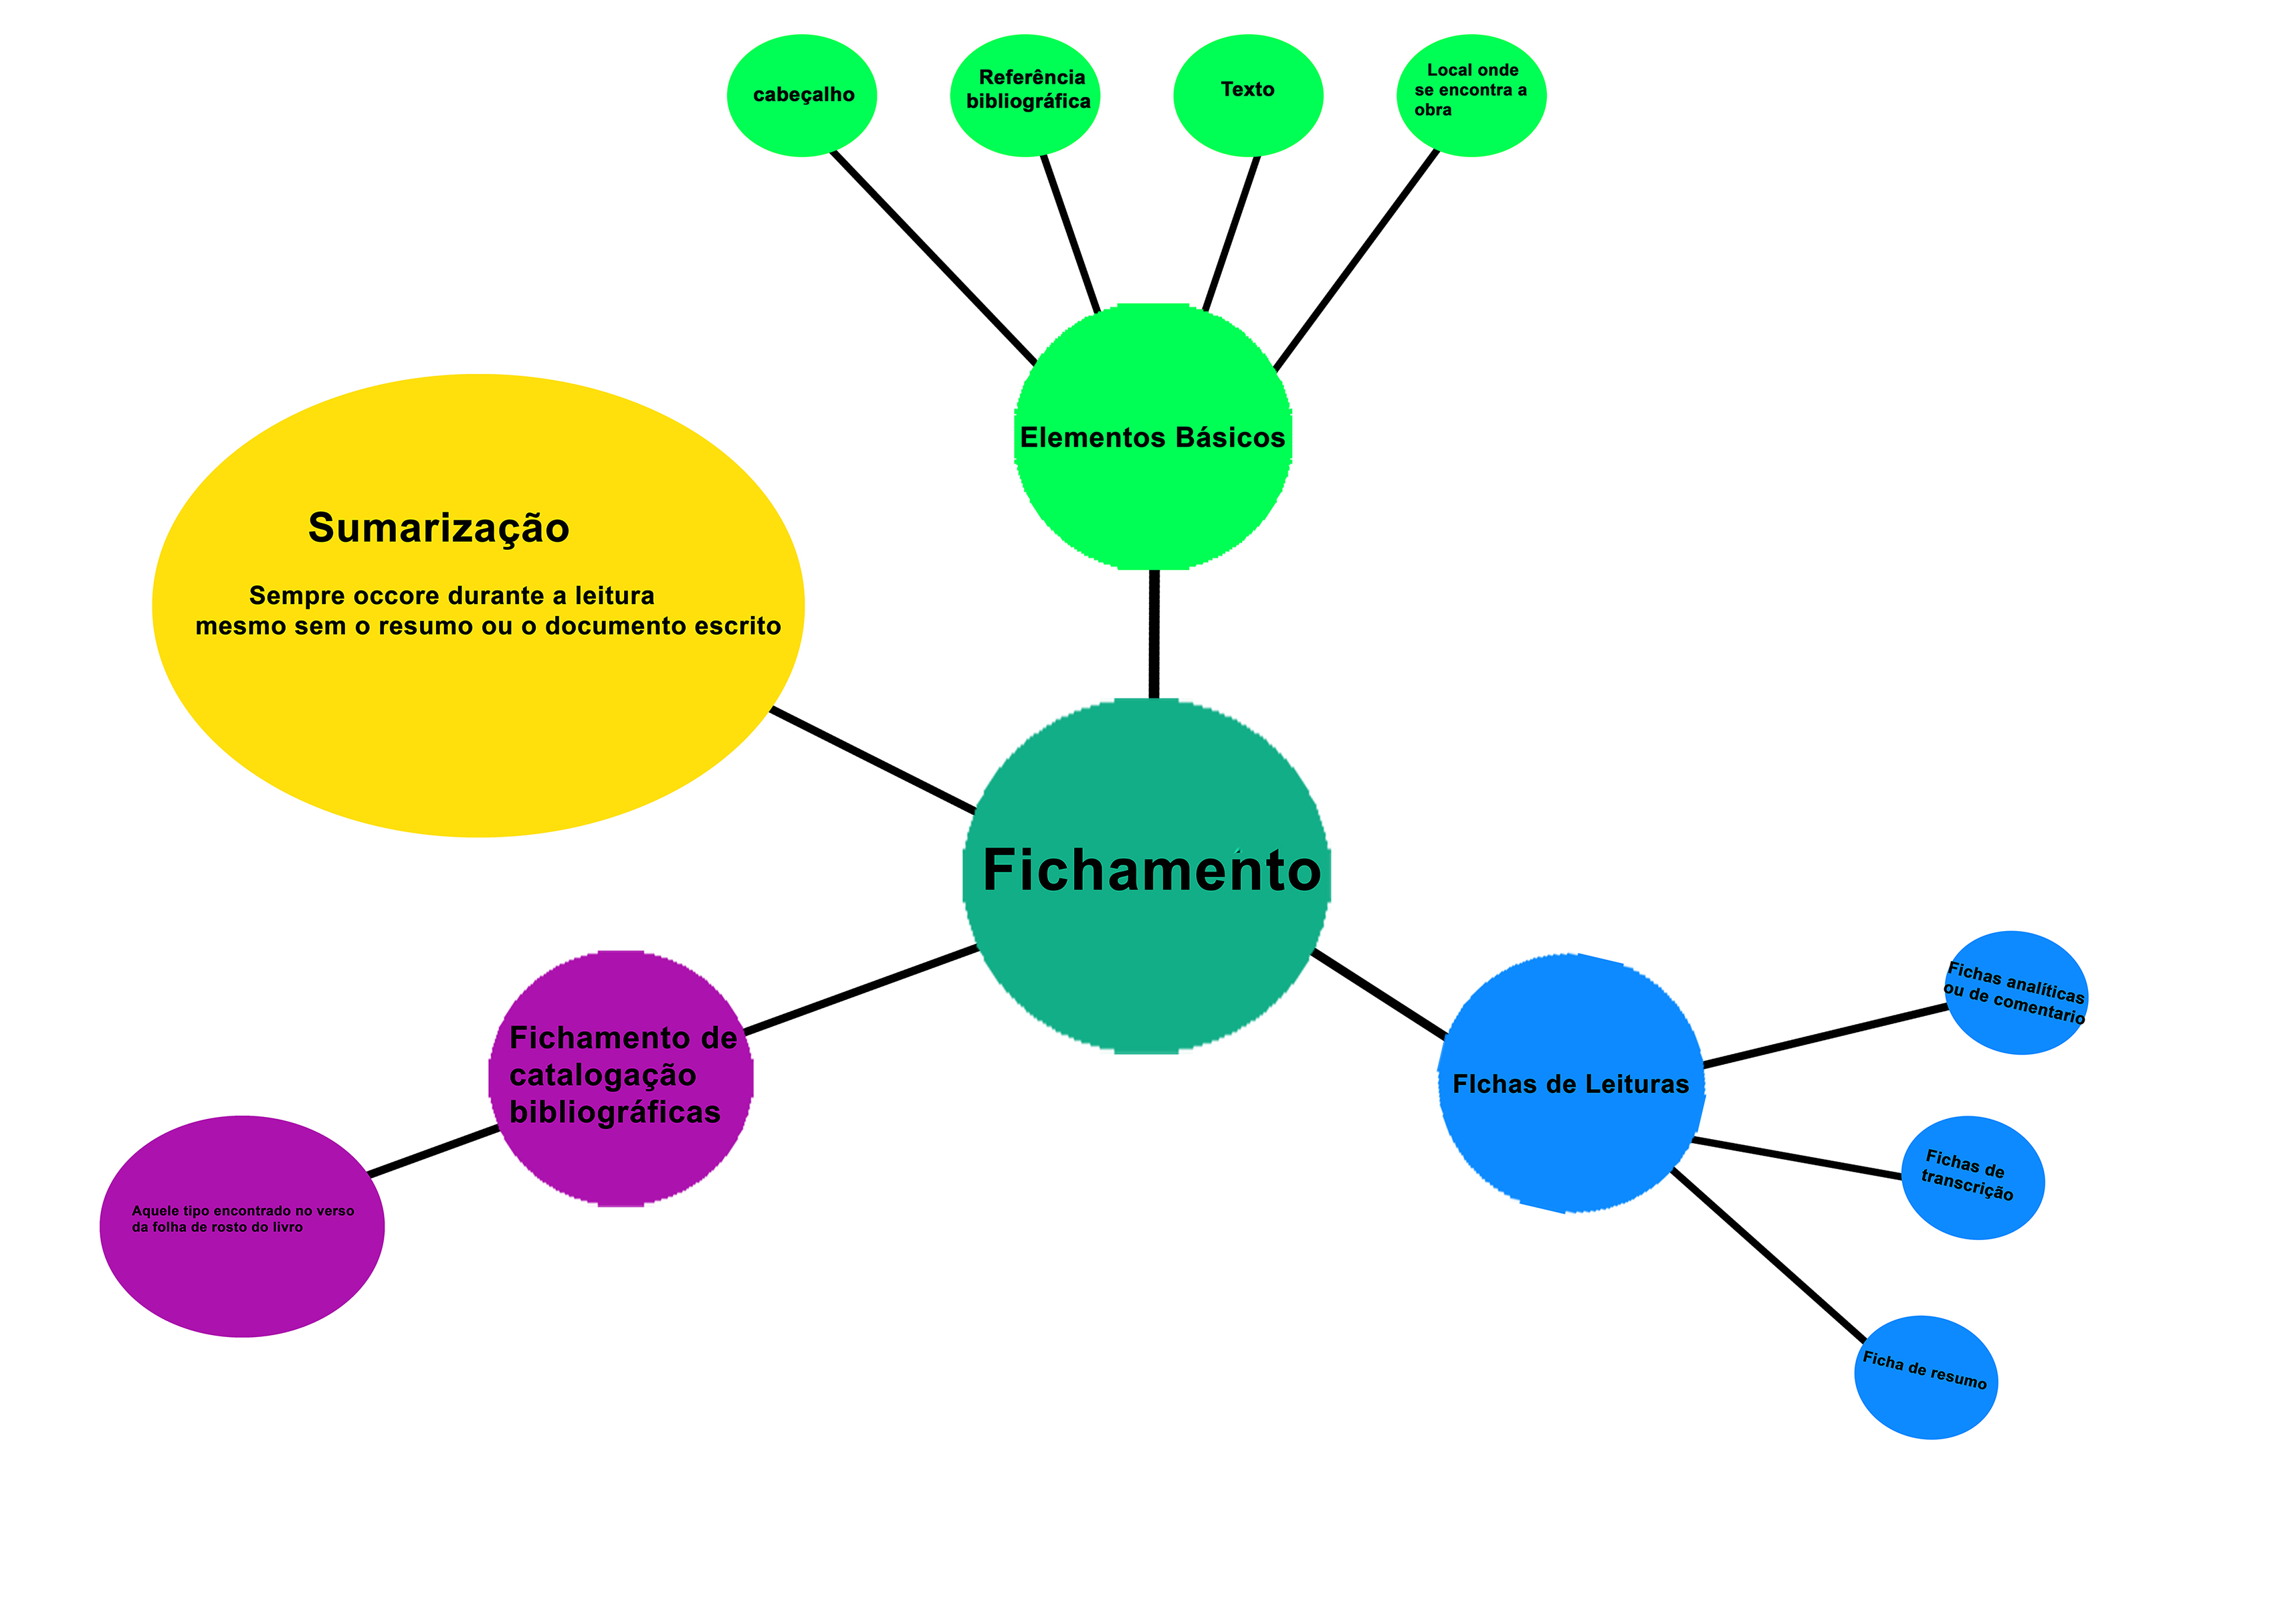 cabeçalho
Referência
bibliográfica
Texto
Local onde
se encontra a
obra
Elementos Básicos
Sumarização
Sempre occore durante a leitura
mesmo sem o resumo ou o documento escrito
Fichamento
Fichamento de
catalogação
bibliográficas
Aquele tipo encontrado no verso
da folha de rosto do livro
FIchas de Leituras
Fichas analíticas
ou de comentario
Fichas de
transcrição
Ficha de resumo